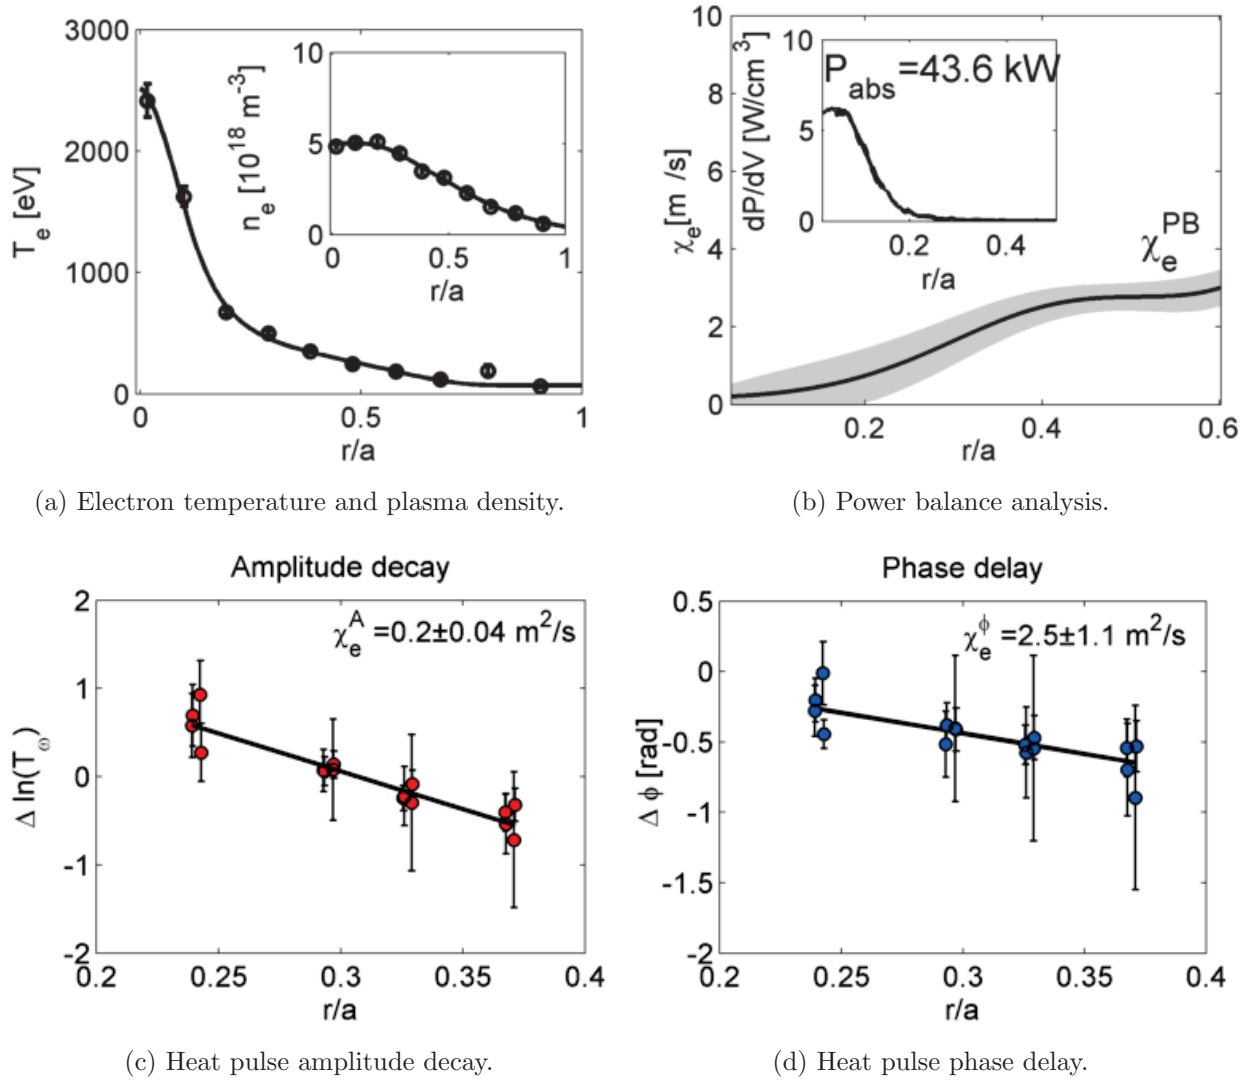 3000
2000
1000
0
T_e [eV]
0
0.5
1
r/a
10
5
0
n_e [10^18 m^-3]
0
0.5
1
r/a
(a) Electron temperature and plasma density.
10
8
6
4
2
0
χ_e[m /s]
0.2
0.4
0.6
r/a
10
5
0
dP/dV [W/cm^3]
P_abs =43.6 kW
0.2
0.4
r/a
χ_e^PB
(b) Power balance analysis.
Amplitude decay
2
1
0
-1
-2
Δ ln(T_ω)
χ_e^A =0.2±0.04 m^2/s
0.2
0.25
0.3
0.35
0.4
r/a
(c) Heat pulse amplitude decay.
Phase delay
0.5
0
-0.5
-1
-1.5
-2
Δ ϕ [rad]
χ_e^ϕ =2.5±1.1 m^2/s
0.2
0.25
0.3
0.35
0.4
r/a
(d) Heat pulse phase delay.